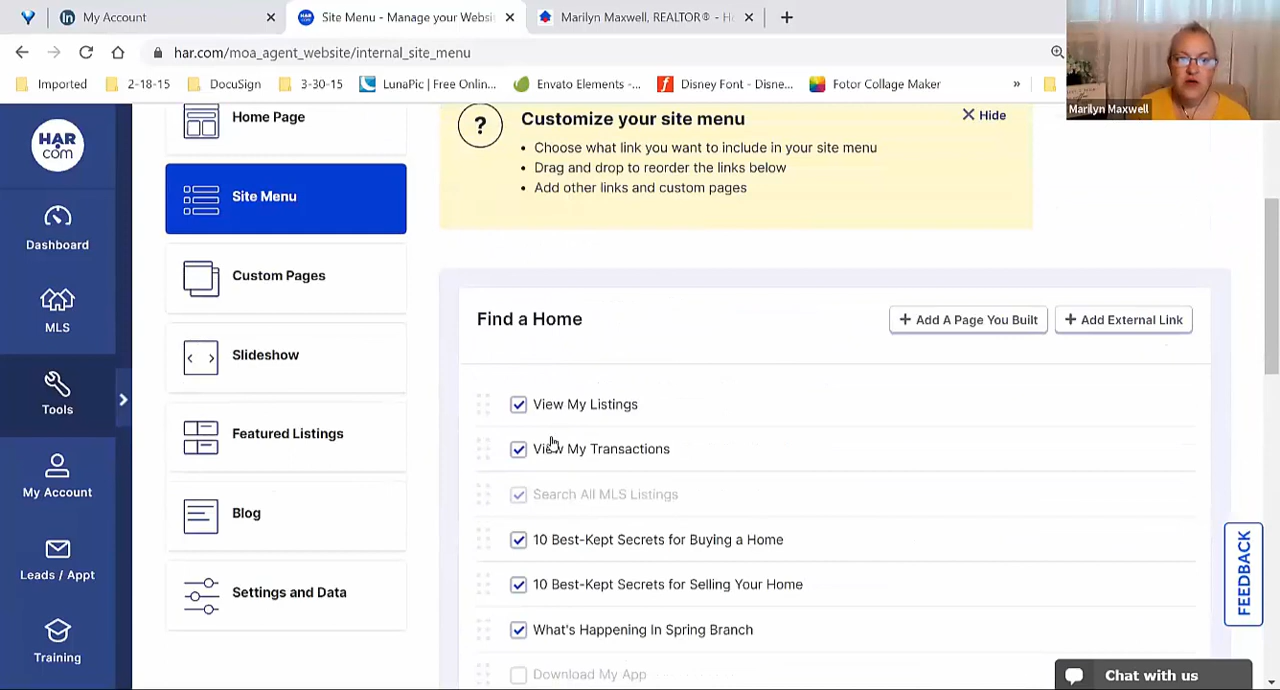 My Account
Site Menu - Manage your Websi
Marilyn Maxwell, REALTOR® - H
har.com/moa_agent_website/internal_site_menu
Imported
2-18-15
DocuSign
3-30-15
LunaPic | Free Onlin...
Envato Elements -...
Disney Font - Disne...
Fotor Collage Maker
»
Marilyn Maxwell
HAR
com
Dashboard
MLS
Tools
My Account
Leads / Appt
Training
Home Page
Site Menu
Custom Pages
Slideshow
Featured Listings
Blog
Settings and Data
?
Customize your site menu
Hide
• Choose what link you want to include in your site menu
• Drag and drop to reorder the links below
• Add other links and custom pages
Find a Home
+ Add A Page You Built
+ Add External Link
View My Listings
View My Transactions
Search All MLS Listings
10 Best-Kept Secrets for Buying a Home
10 Best-Kept Secrets for Selling Your Home
What's Happening In Spring Branch
Download My App
FEEDBACK
Chat with us